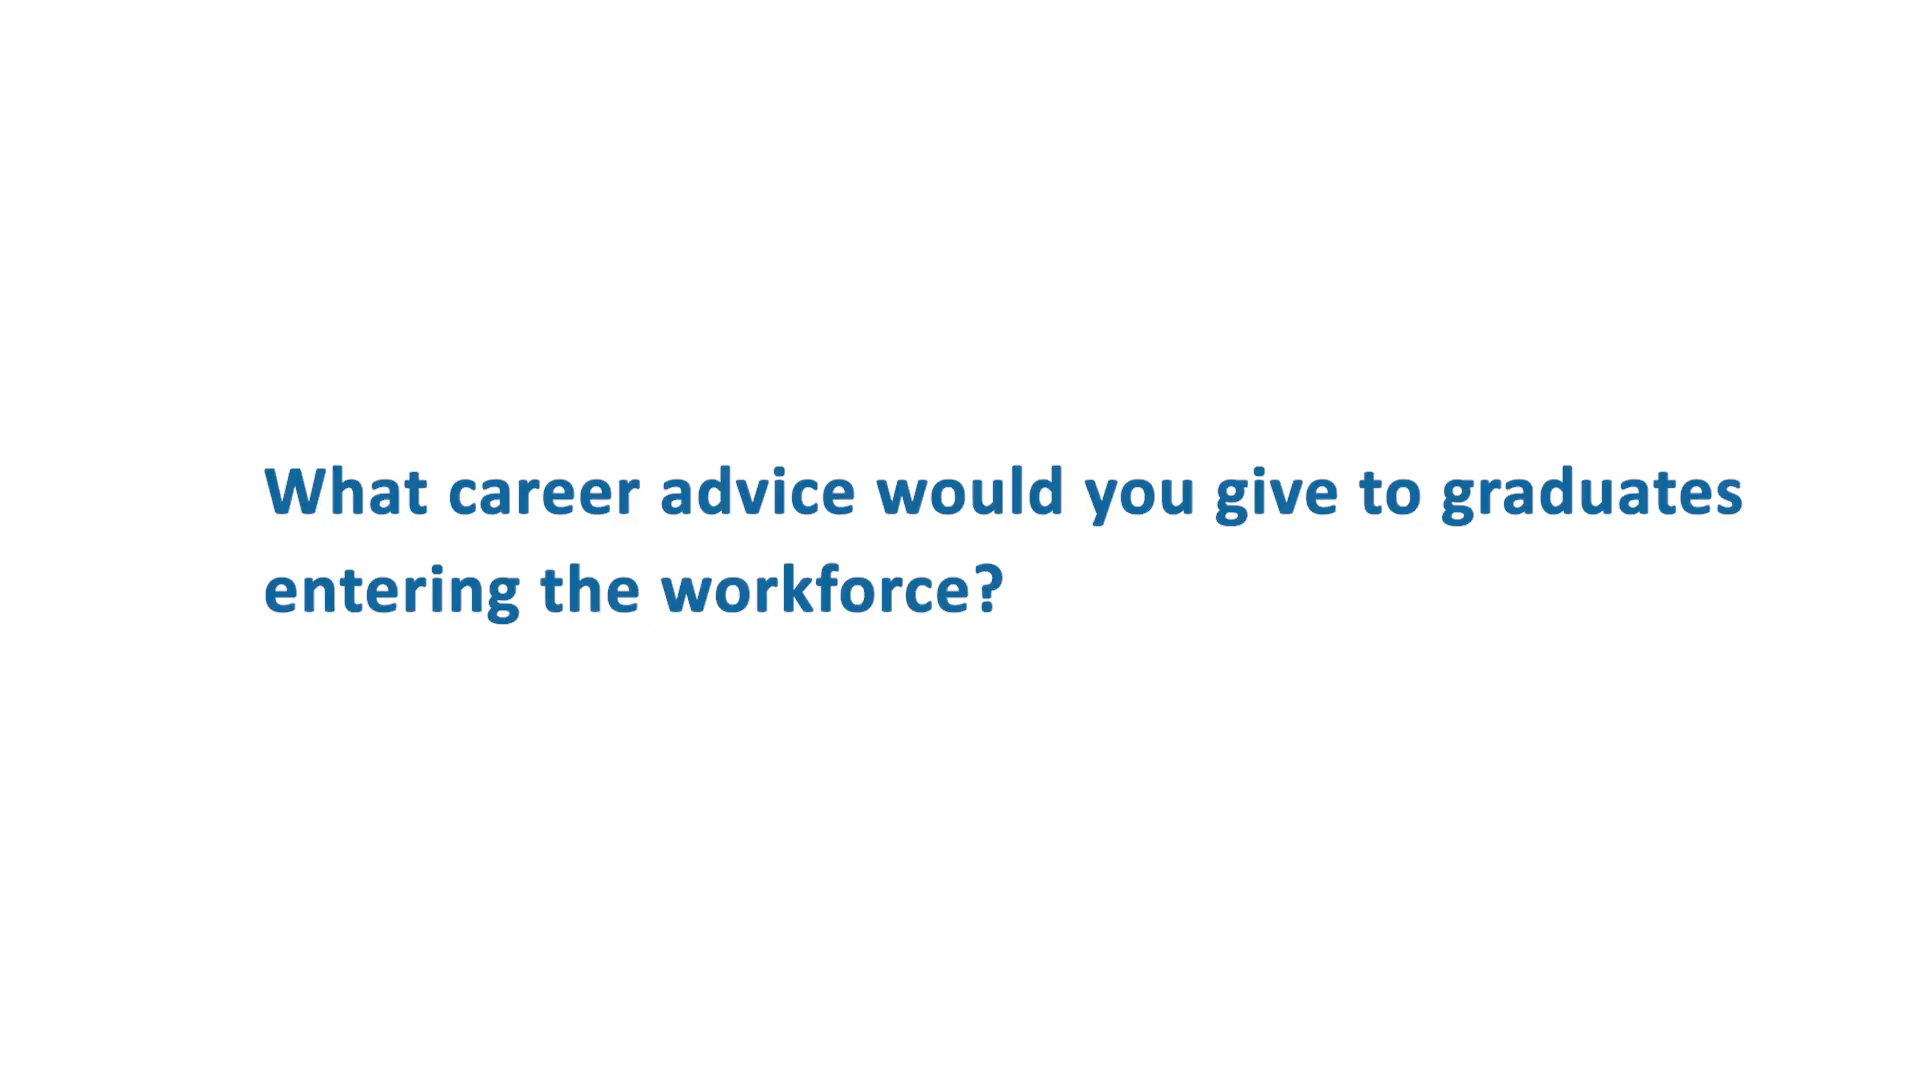 What career advice would you give to graduates
entering the workforce?